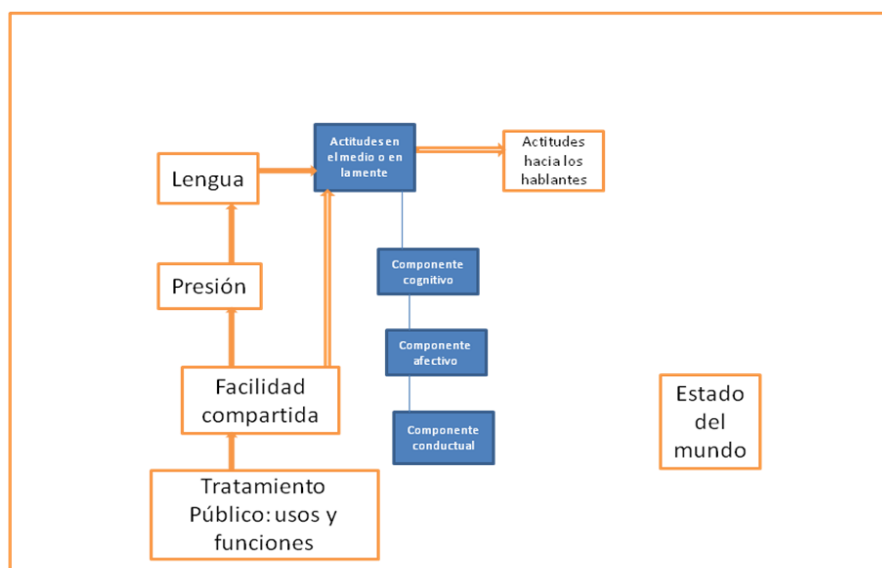 Actitudes en
el medio o en
la mente
Actitudes
hacia los
hablantes
Lengua
Componente
cognitivo
Presión
Componente
afectivo
Facilidad
compartida
Estado
del
mundo
Componente
conductual
Tratamiento
Público: usos y
funciones